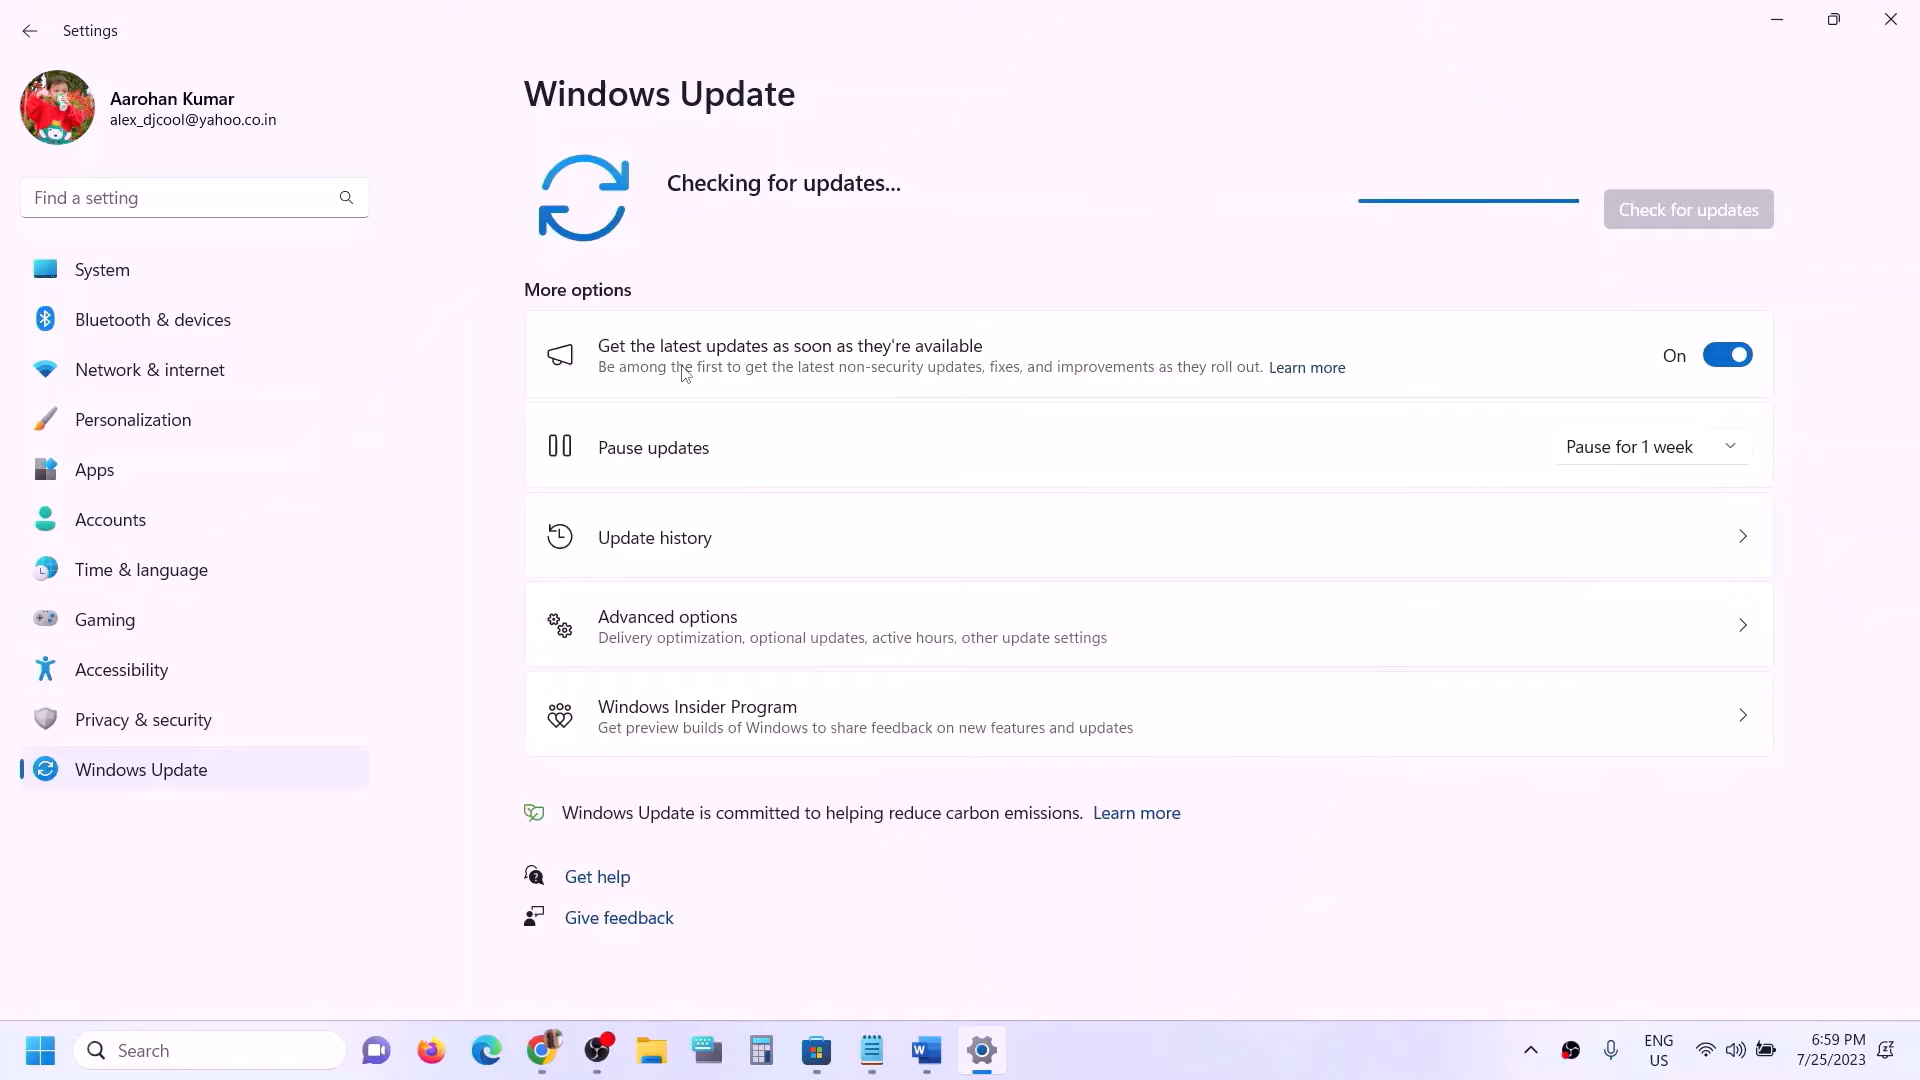 Settings
Aarohan Kumar
alex_djcool@yahoo.co.in
Find a setting
System
Bluetooth & devices
Network & internet
Personalization
Apps
Accounts
Time & language
Gaming
Accessibility
Privacy & security
Windows Update
Windows Update
Checking for updates...
Check for updates
More options
Get the latest updates as soon as they're available
Be among the first to get the latest non-security updates, fixes, and improvements as they roll out. Learn more
On
Pause updates
Pause for 1 week
Update history
Advanced options
Delivery optimization, optional updates, active hours, other update settings
Windows Insider Program
Get preview builds of Windows to share feedback on new features and updates
Windows Update is committed to helping reduce carbon emissions. Learn more
Get help
Give feedback
Search
ENG
US
6:59 PM
7/25/2023